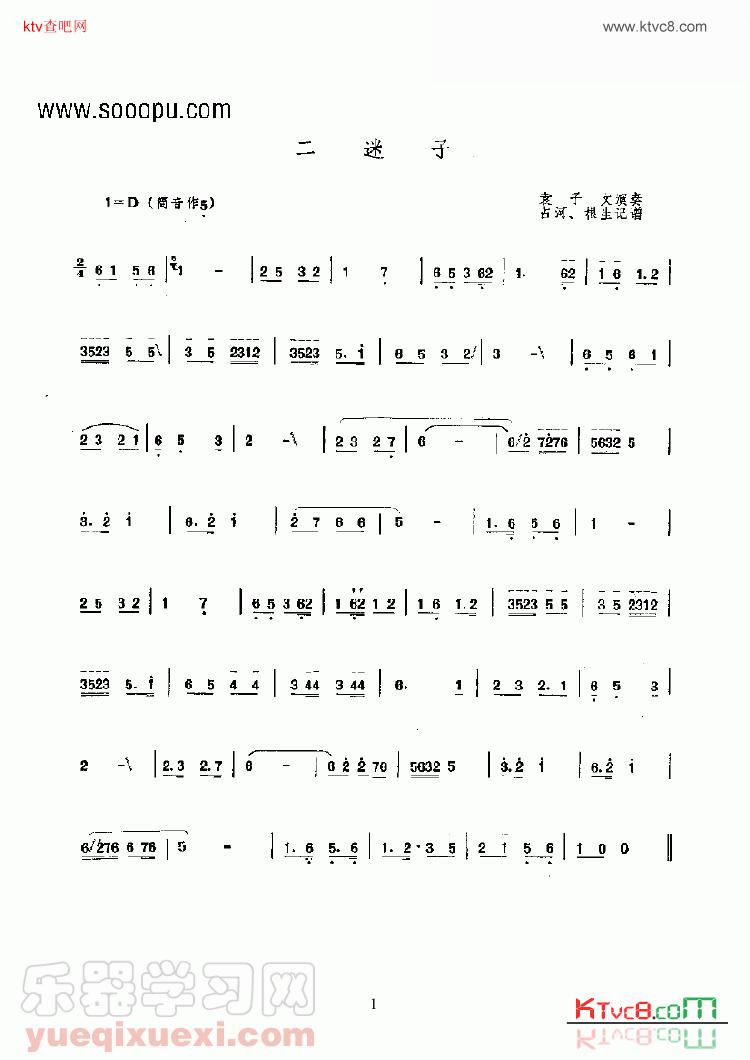 ktv查吧网 www.ktvc8.com
www.sooopu.com
二 迷 子
1=D (筒音作5) 袁 子 文演奏
占河、根生记谱
2/4 6 1 5 6 | 1 - | 2 5 3 2 | 1 7 | 6 5 3 62 | 1. 62 | 1 6 1.2 |
3523 5 5 | 3 5 2312 | 3523 5. 1 | 6 5 3 2 | 3 - | 6 5 6 1 |
2 3 2 1 | 6 5 3 | 2 - | 2 3 2 7 | 6 - | 6 2 7276 | 5632 5 |
3. 2 1 | 6. 2 1 | 2 7 6 6 | 5 - | 1. 6 5 6 | 1 - |
2 5 3 2 | 1 7 | 6 5 3 62 | 1 62 1 2 | 1 6 1.2 | 3523 5 5 | 3 5 2312 |
3523 5. 1 | 6 5 4 4 | 3 44 3 44 | 6. 1 | 2 3 2. 1 | 6 5 3 |
2 - | 2. 3 2. 7 | 6 - | 6 2 2 76 | 5632 5 | 3. 2 1 | 6. 2 1 |
6 276 6 76 | 5 - | 1. 6 5. 6 | 1. 2 3 5 | 2 1 5 6 | 1 0 0 ‖
乐器学习网
yueqixuexi.com
1
KTVC8.COM